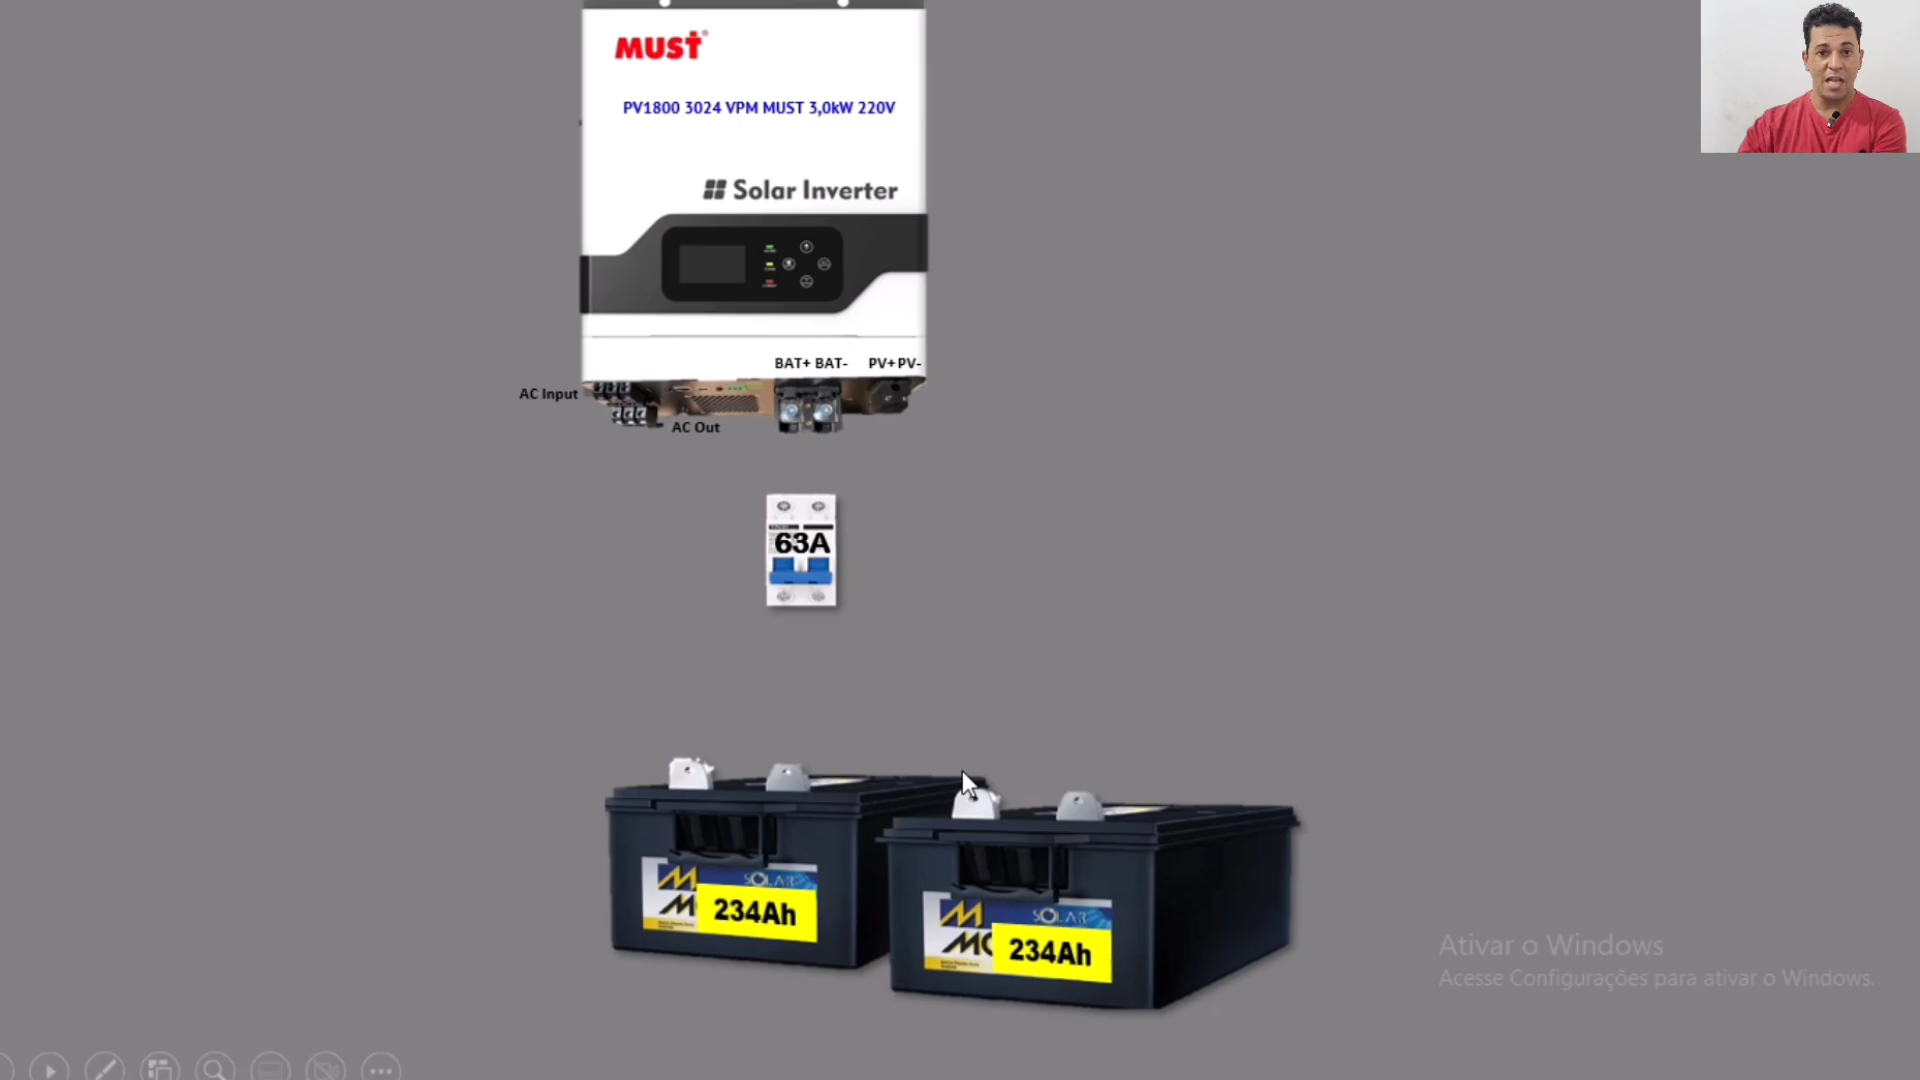 MUST
PV1800 3024 VPM MUST 3,0kW 220V
Solar Inverter
BAT+ BAT- PV+ PV-
AC Input
AC Out
63A
SOLAR
234Ah
SOLAR
234Ah
Ativar o Windows
Acesse Configurações para ativar o Windows.